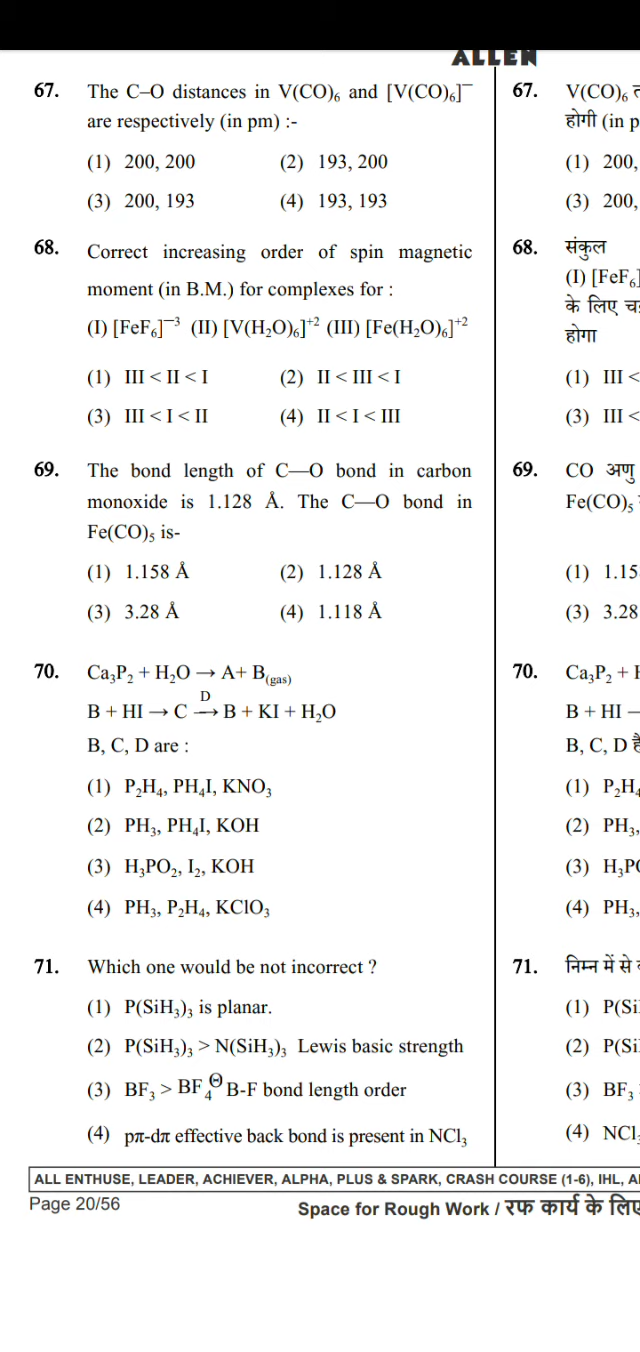 ALLEN
67. The C–O distances in V(CO)₆ and [V(CO)₆]⁻
are respectively (in pm) :-
(1) 200, 200 (2) 193, 200
(3) 200, 193 (4) 193, 193
68. Correct increasing order of spin magnetic
moment (in B.M.) for complexes for :
(I) [FeF₆]⁻³ (II) [V(H₂O)₆]⁺² (III) [Fe(H₂O)₆]⁺²
(1) III < II < I (2) II < III < I
(3) III < I < II (4) II < I < III
69. The bond length of C—O bond in carbon
monoxide is 1.128 Å. The C—O bond in
Fe(CO)₅ is-
(1) 1.158 Å (2) 1.128 Å
(3) 3.28 Å (4) 1.118 Å
70. Ca₃P₂ + H₂O → A+ B(gas)
D
B + HI → C → B + KI + H₂O
B, C, D are :
(1) P₂H₄, PH₄I, KNO₃
(2) PH₃, PH₄I, KOH
(3) H₃PO₂, I₂, KOH
(4) PH₃, P₂H₄, KClO₃
71. Which one would be not incorrect ?
(1) P(SiH₃)₃ is planar.
(2) P(SiH₃)₃ > N(SiH₃)₃ Lewis basic strength
(3) BF₃ > BF₄⊖ B-F bond length order
(4) pπ-dπ effective back bond is present in NCl₃
67. V(CO)₆
होगी (in p
(1) 200,
(3) 200,
68. संकुल
(I) [FeF₆]
के लिए
होगा
(1) III <
(3) III <
69. CO अणु
Fe(CO)₅
(1) 1.15
(3) 3.28
70. Ca₃P₂ +
B + HI
B, C, D
(1) P₂H₄
(2) PH₃,
(3) H₃P
(4) PH₃,
71. निम्न में से
(1) P(Si
(2) P(Si
(3) BF₃
(4) NCl₃
ALL ENTHUSE, LEADER, ACHIEVER, ALPHA, PLUS & SPARK, CRASH COURSE (1-6), IHL,
Page 20/56
Space for Rough Work / रफ कार्य के लिए